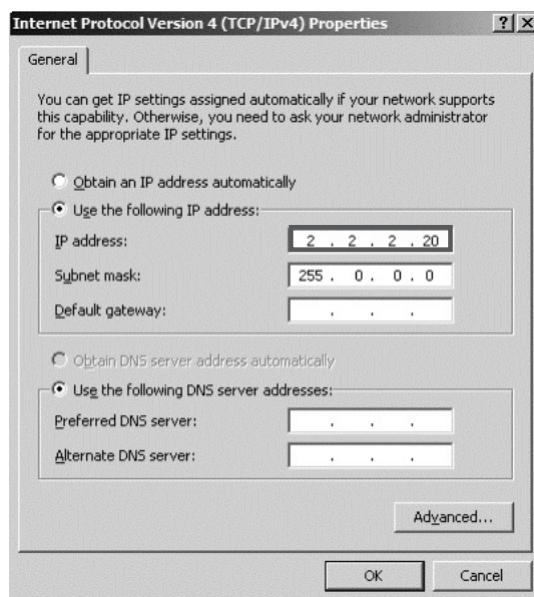 Internet Protocol Version 4 (TCP/IPv4) Properties
General
You can get IP settings assigned automatically if your network supports
this capability. Otherwise, you need to ask your network administrator
for the appropriate IP settings.
Obtain an IP address automatically
Use the following IP address:
IP address: 2 . 2 . 2 . 20
Subnet mask: 255 . 0 . 0 . 0
Default gateway: . . .
Obtain DNS server address automatically
Use the following DNS server addresses:
Preferred DNS server: . . .
Alternate DNS server: . . .
Advanced...
OK Cancel